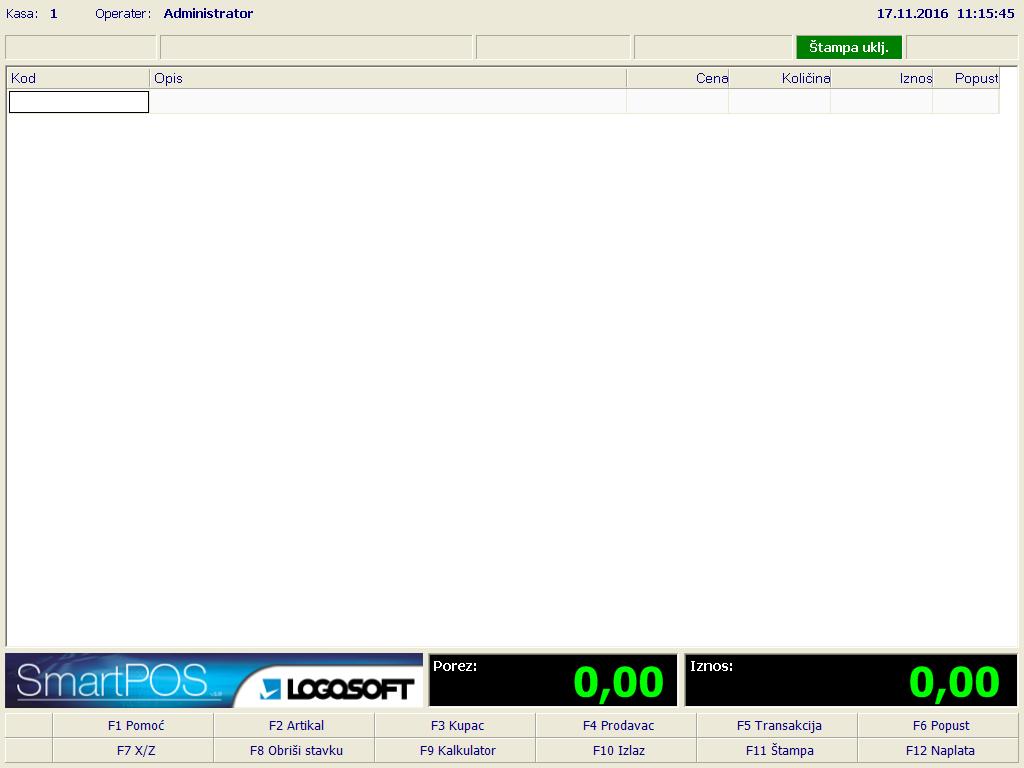 Kasa: 1 Operater: Administrator 17.11.2016 11:15:45
Štampa uklj.
Kod Opis Cena Količina Iznos Popust
SmartPOS LOGOSOFT
Porez: 0,00 Iznos: 0,00
F1 Pomoć F2 Artikal F3 Kupac F4 Prodavac F5 Transakcija F6 Popust
F7 X/Z F8 Obriši stavku F9 Kalkulator F10 Izlaz F11 Štampa F12 Naplata